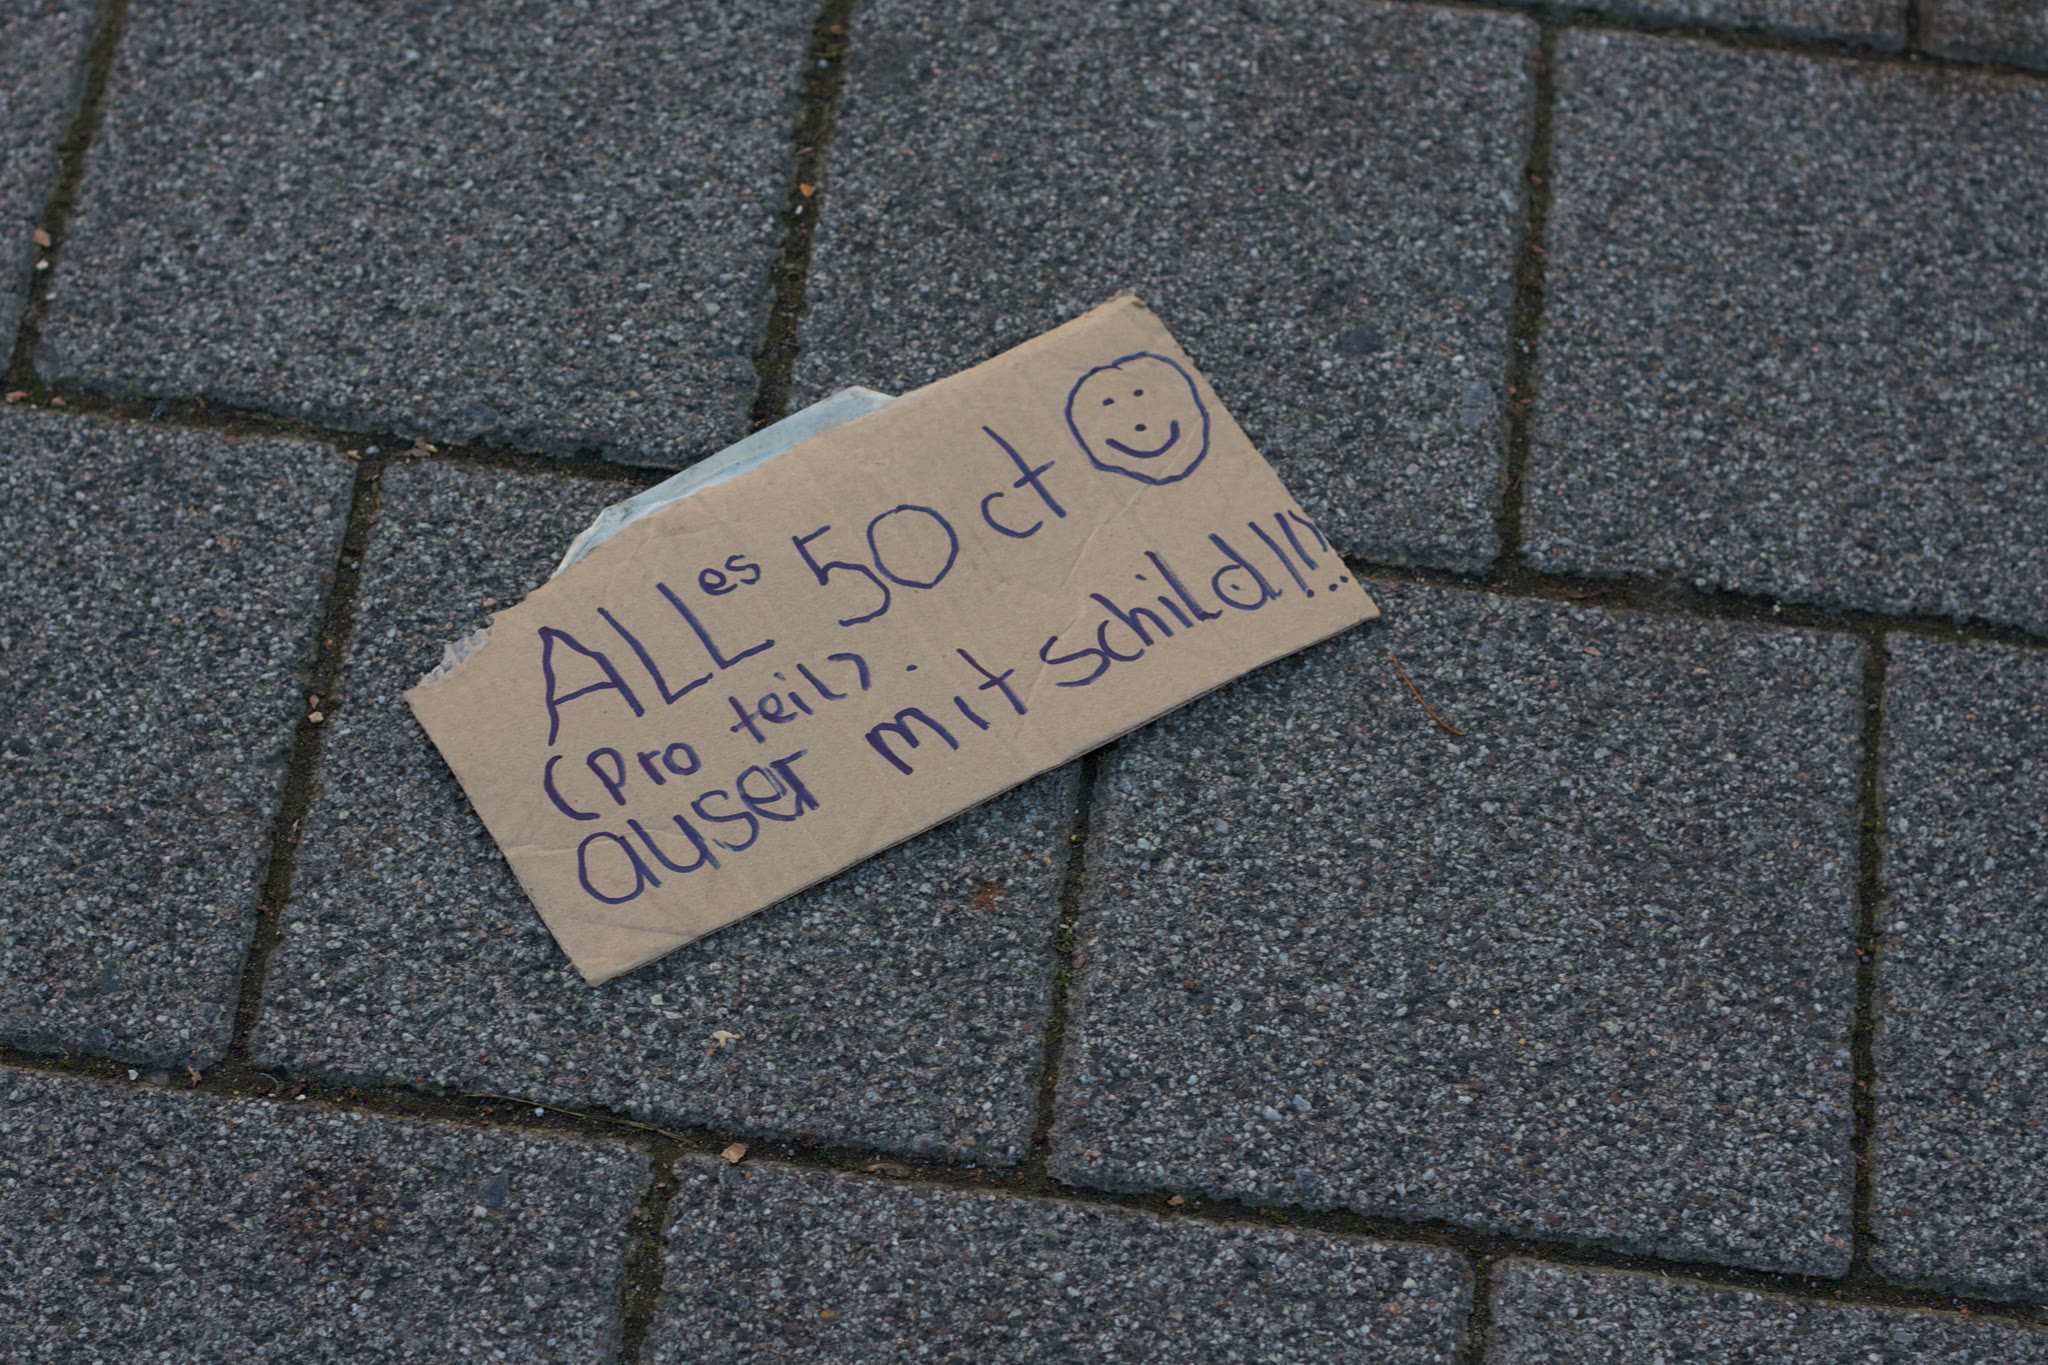 ALLes 50 ct
(pro teil).
auser mit schild!!!